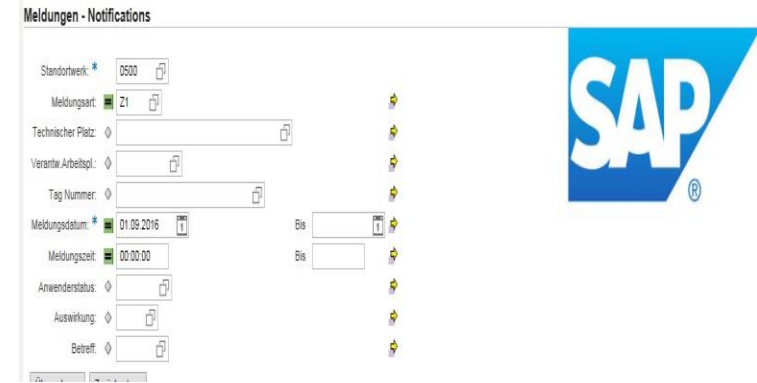 Meldungen - Notifications
Standortwerk: * 0500
Meldungsart: = Z1
Technischer Platz:
Verantw.Arbeitspl.:
Tag Nummer:
Meldungsdatum: * = 01.09.2016 Bis
Meldungszeit: = 00:00:00 Bis
Anwenderstatus:
Auswirkung:
Betreff:
SAP ®